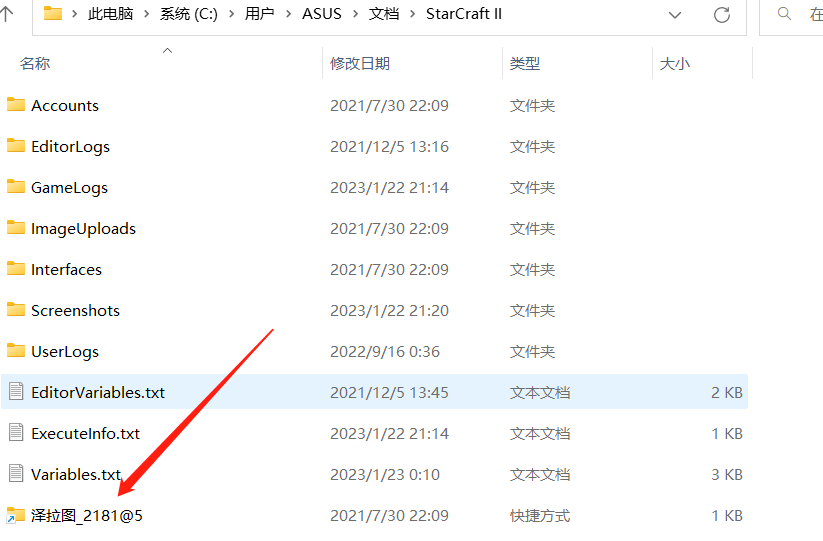 此电脑 > 系统 (C:) > 用户 > ASUS > 文档 > StarCraft II 在
名称 修改日期 类型 大小
Accounts 2021/7/30 22:09 文件夹
EditorLogs 2021/12/5 13:16 文件夹
GameLogs 2023/1/22 21:14 文件夹
ImageUploads 2021/7/30 22:09 文件夹
Interfaces 2021/7/30 22:09 文件夹
Screenshots 2023/1/22 21:20 文件夹
UserLogs 2022/9/16 0:36 文件夹
EditorVariables.txt 2021/12/5 13:45 文本文档 2 KB
ExecuteInfo.txt 2023/1/22 21:14 文本文档 1 KB
Variables.txt 2023/1/23 0:10 文本文档 3 KB
泽拉图_2181@5 2021/7/30 22:09 快捷方式 1 KB